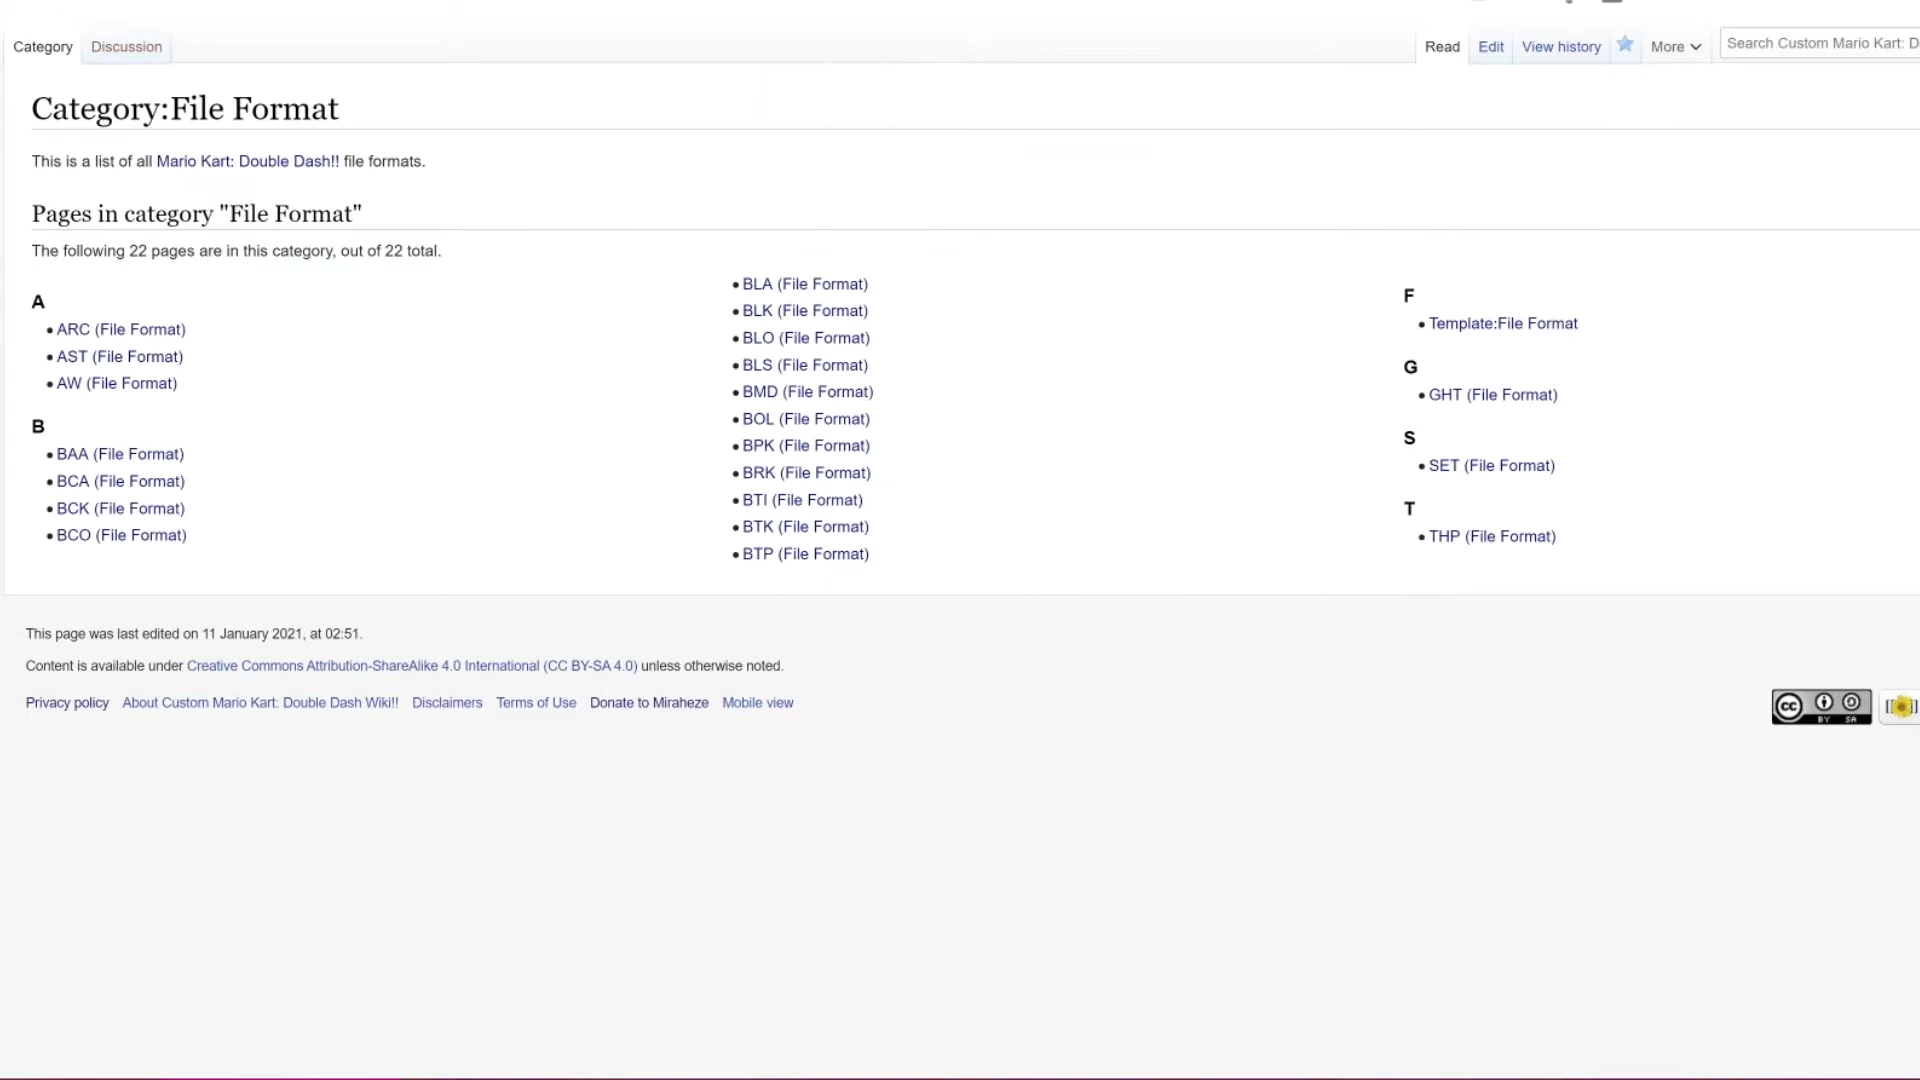 Category
Discussion
Read
Edit
View history
More
Search Custom Mario Kart: D
Category:File Format
This is a list of all Mario Kart: Double Dash!! file formats.
Pages in category "File Format"
The following 22 pages are in this category, out of 22 total.
A
ARC (File Format)
AST (File Format)
AW (File Format)
B
BAA (File Format)
BCA (File Format)
BCK (File Format)
BCO (File Format)
BLA (File Format)
BLK (File Format)
BLO (File Format)
BLS (File Format)
BMD (File Format)
BOL (File Format)
BPK (File Format)
BRK (File Format)
BTI (File Format)
BTK (File Format)
BTP (File Format)
F
Template:File Format
G
GHT (File Format)
S
SET (File Format)
T
THP (File Format)
This page was last edited on 11 January 2021, at 02:51.
Content is available under Creative Commons Attribution-ShareAlike 4.0 International (CC BY-SA 4.0) unless otherwise noted.
Privacy policy About Custom Mario Kart: Double Dash Wiki!! Disclaimers Terms of Use Donate to Miraheze Mobile view
cc BY SA